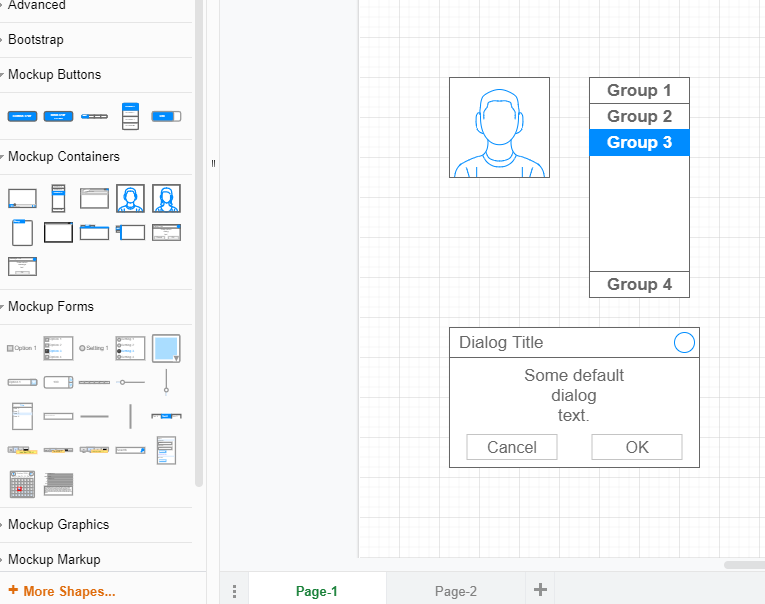 Advanced
Bootstrap
Mockup Buttons
Mockup Containers
Mockup Forms
Option 1
Setting 1
Mockup Graphics
Mockup Markup
+ More Shapes...
Group 1
Group 2
Group 3
Group 4
Dialog Title
Some default
dialog
text.
Cancel
OK
Page-1
Page-2